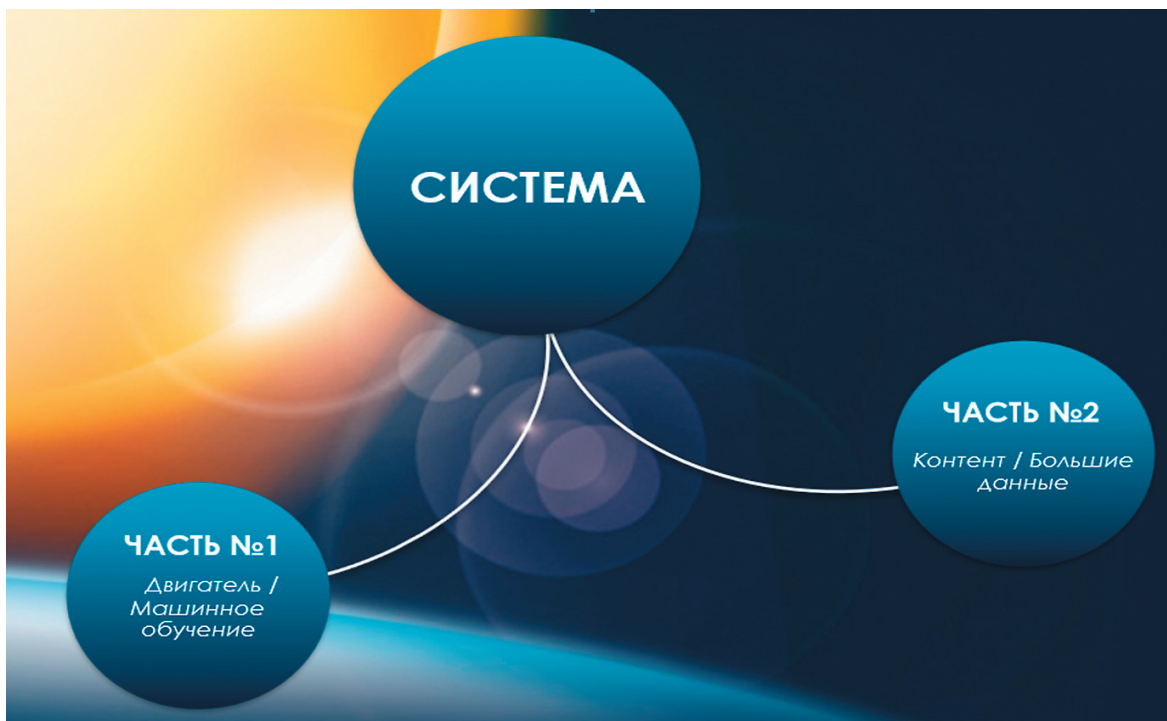 СИСТЕМА
ЧАСТЬ №2
Контент / Большие
данные
ЧАСТЬ №1
Двигатель /
Машинное
обучение